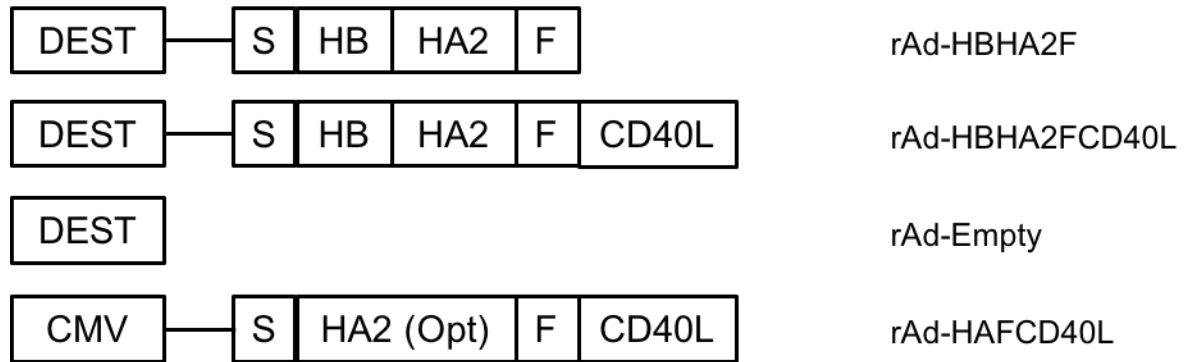 DEST S HB HA2 F rAd-HBHA2F
DEST S HB HA2 F CD40L rAd-HBHA2FCD40L
DEST rAd-Empty
CMV S HA2 (Opt) F CD40L rAd-HAFCD40L